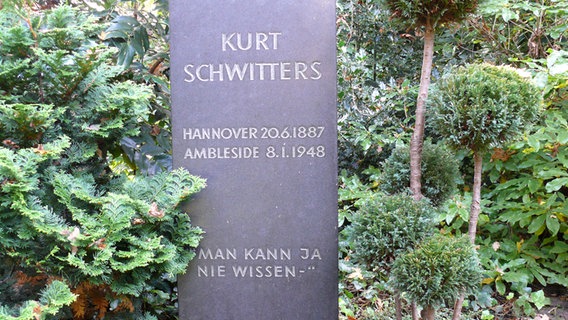 KURT
SCHWITTERS
HANNOVER 20.6.1887
AMBLESIDE 8.1.1948
„MAN KANN JA
NIE WISSEN-"